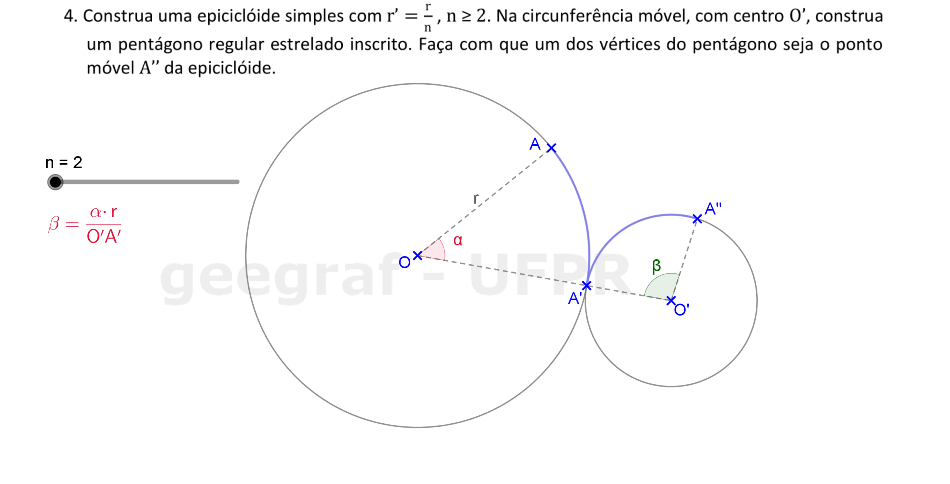 4. Construa uma epiciclóide simples com r’ = r/n , n ≥ 2. Na circunferência móvel, com centro O’, construa
um pentágono regular estrelado inscrito. Faça com que um dos vértices do pentágono seja o ponto
móvel A’’ da epiciclóide.
A
n = 2
r
A"
β = α· r / O′A′
α
O
β
geegraf - UFPR
A'
O'